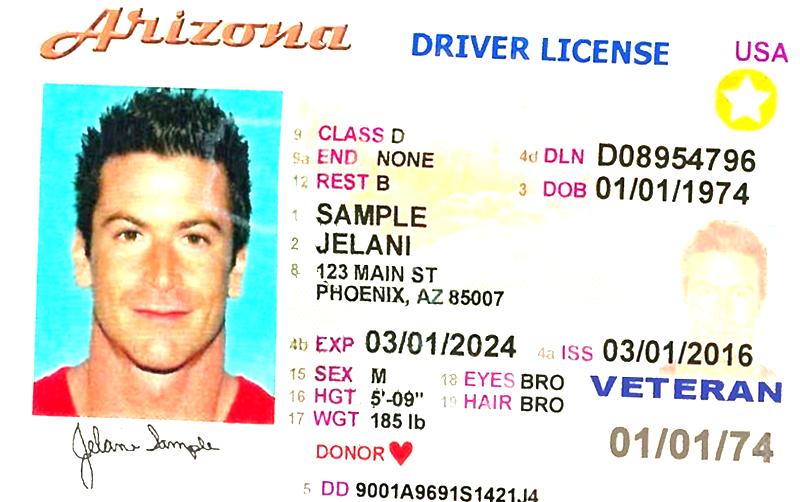 Arizona DRIVER LICENSE USA
9 CLASS D
9a END NONE 4d DLN D08954796
12 REST B 3 DOB 01/01/1974
1 SAMPLE
2 JELANI
8 123 MAIN ST
PHOENIX, AZ 85007
4b EXP 03/01/2024 4a ISS 03/01/2016
15 SEX M 18 EYES BRO VETERAN
16 HGT 5'-09" 19 HAIR BRO
17 WGT 185 lb 01/01/74
Jelani Sample
DONOR
5 DD 9001A9691S1421J4